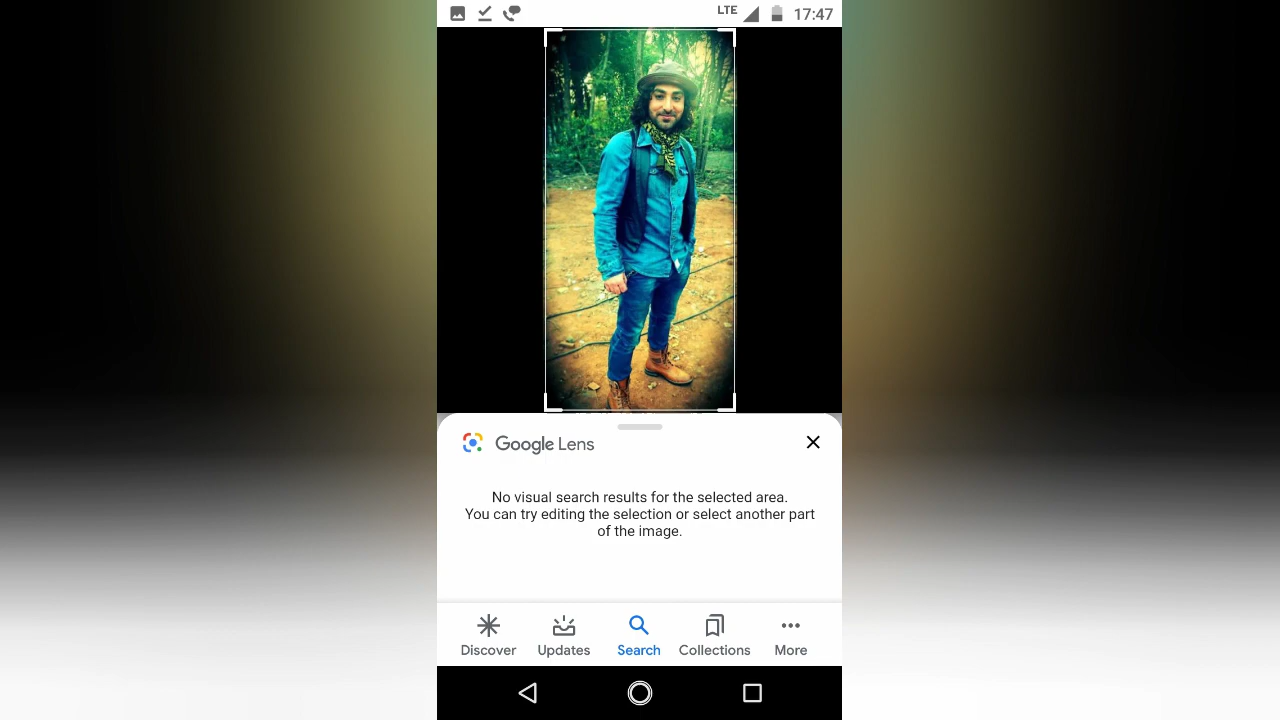 LTE 17:47
Google Lens
No visual search results for the selected area.
You can try editing the selection or select another part
of the image.
Discover Updates Search Collections More